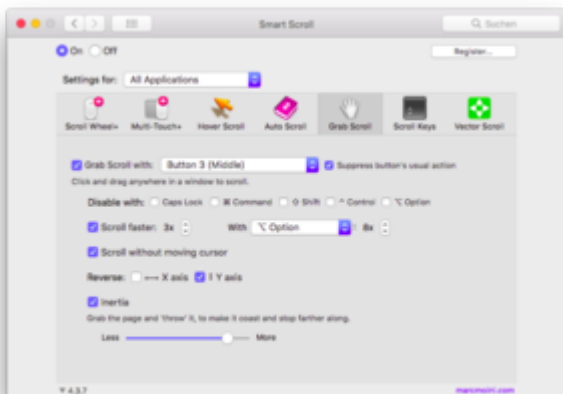 Smart Scroll
Suchen
On Off
Register...
Settings for: All Applications
Scroll Wheel+ Multi-Touch+ Hover Scroll Auto Scroll Grab Scroll Scroll Keys Vector Scroll
Grab Scroll with: Button 3 (Middle) Suppress button's usual action
Click and drag anywhere in a window to scroll.
Disable with: Caps Lock ⌘ Command ⇧ Shift ^ Control ⌥ Option
Scroll faster: 3x With ⌥ Option : 8x
Scroll without moving cursor
Reverse: ⟷ X axis ↕ Y axis
Inertia
Grab the page and 'throw' it, to make it coast and stop farther along.
Less More
V 4.3.7
marcmoini.com